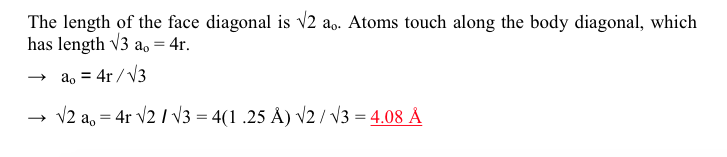 The length of the face diagonal is √2 aₒ. Atoms touch along the body diagonal, which
has length √3 aₒ = 4r.
→ aₒ = 4r / √3
→ √2 aₒ = 4r √2 / √3 = 4(1 .25 Å) √2 / √3 = 4.08 Å